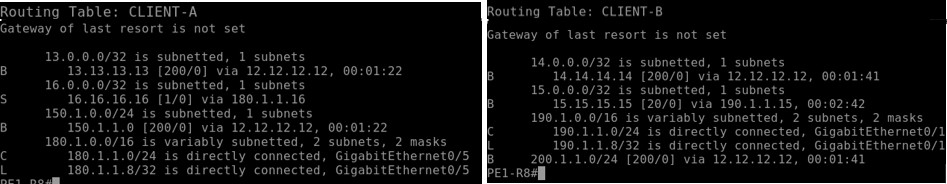 Routing Table: CLIENT-A
Gateway of last resort is not set
13.0.0.0/32 is subnetted, 1 subnets
B 13.13.13.13 [200/0] via 12.12.12.12, 00:01:22
16.0.0.0/32 is subnetted, 1 subnets
S 16.16.16.16 [1/0] via 180.1.1.16
150.1.0.0/24 is subnetted, 1 subnets
B 150.1.1.0 [200/0] via 12.12.12.12, 00:01:22
180.1.0.0/16 is variably subnetted, 2 subnets, 2 masks
C 180.1.1.0/24 is directly connected, GigabitEthernet0/5
L 180.1.1.8/32 is directly connected, GigabitEthernet0/5
PE1-R8#
Routing Table: CLIENT-B
Gateway of last resort is not set
14.0.0.0/32 is subnetted, 1 subnets
B 14.14.14.14 [200/0] via 12.12.12.12, 00:01:41
15.0.0.0/32 is subnetted, 1 subnets
B 15.15.15.15 [20/0] via 190.1.1.15, 00:02:42
190.1.0.0/16 is variably subnetted, 2 subnets, 2 masks
C 190.1.1.0/24 is directly connected, GigabitEthernet0/1
L 190.1.1.8/32 is directly connected, GigabitEthernet0/1
B 200.1.1.0/24 [200/0] via 12.12.12.12, 00:01:41
PE1-R8#